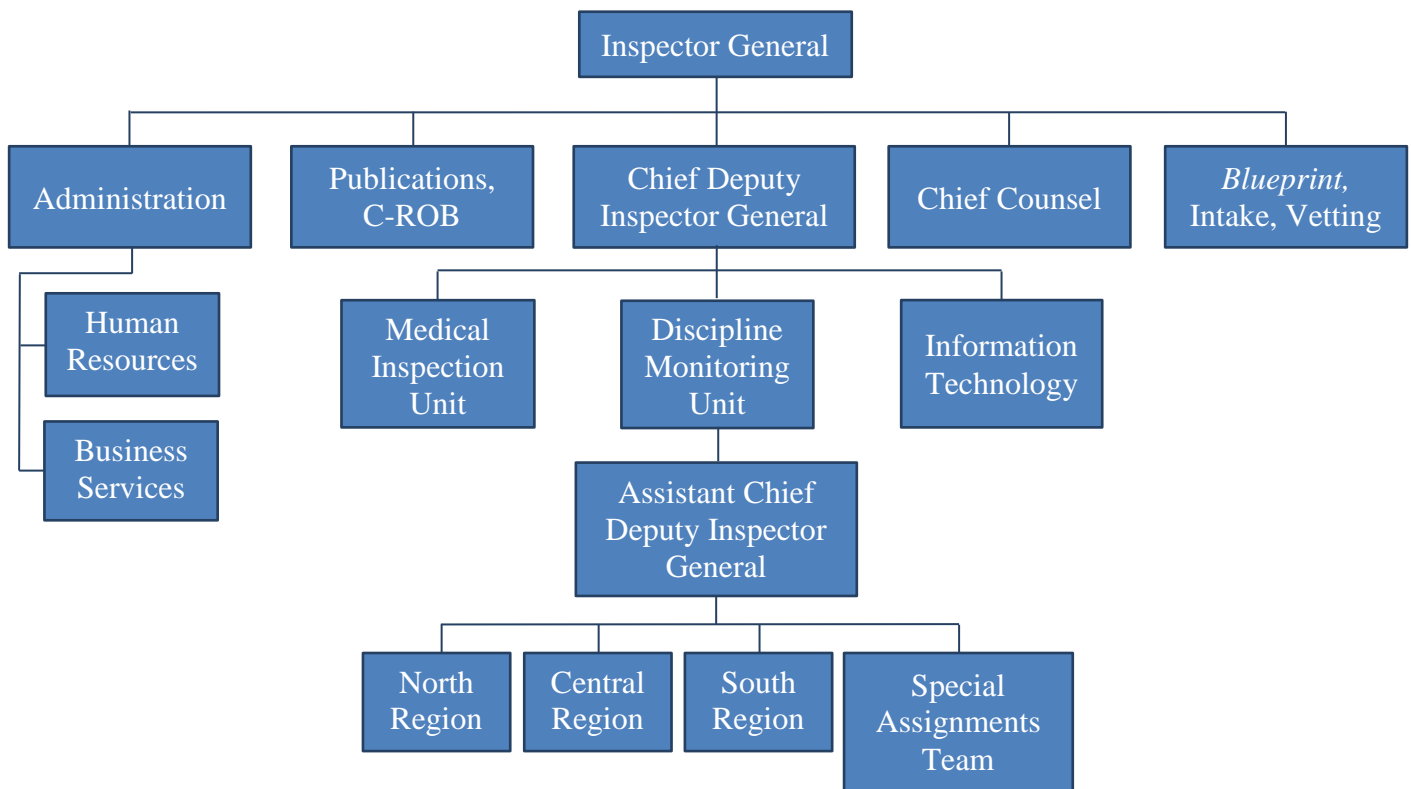 Inspector General
Administration
Publications,
C-ROB
Chief Deputy
Inspector General
Chief Counsel
Blueprint,
Intake, Vetting
Human
Resources
Business
Services
Medical
Inspection
Unit
Discipline
Monitoring
Unit
Information
Technology
Assistant Chief
Deputy Inspector
General
North
Region
Central
Region
South
Region
Special
Assignments
Team